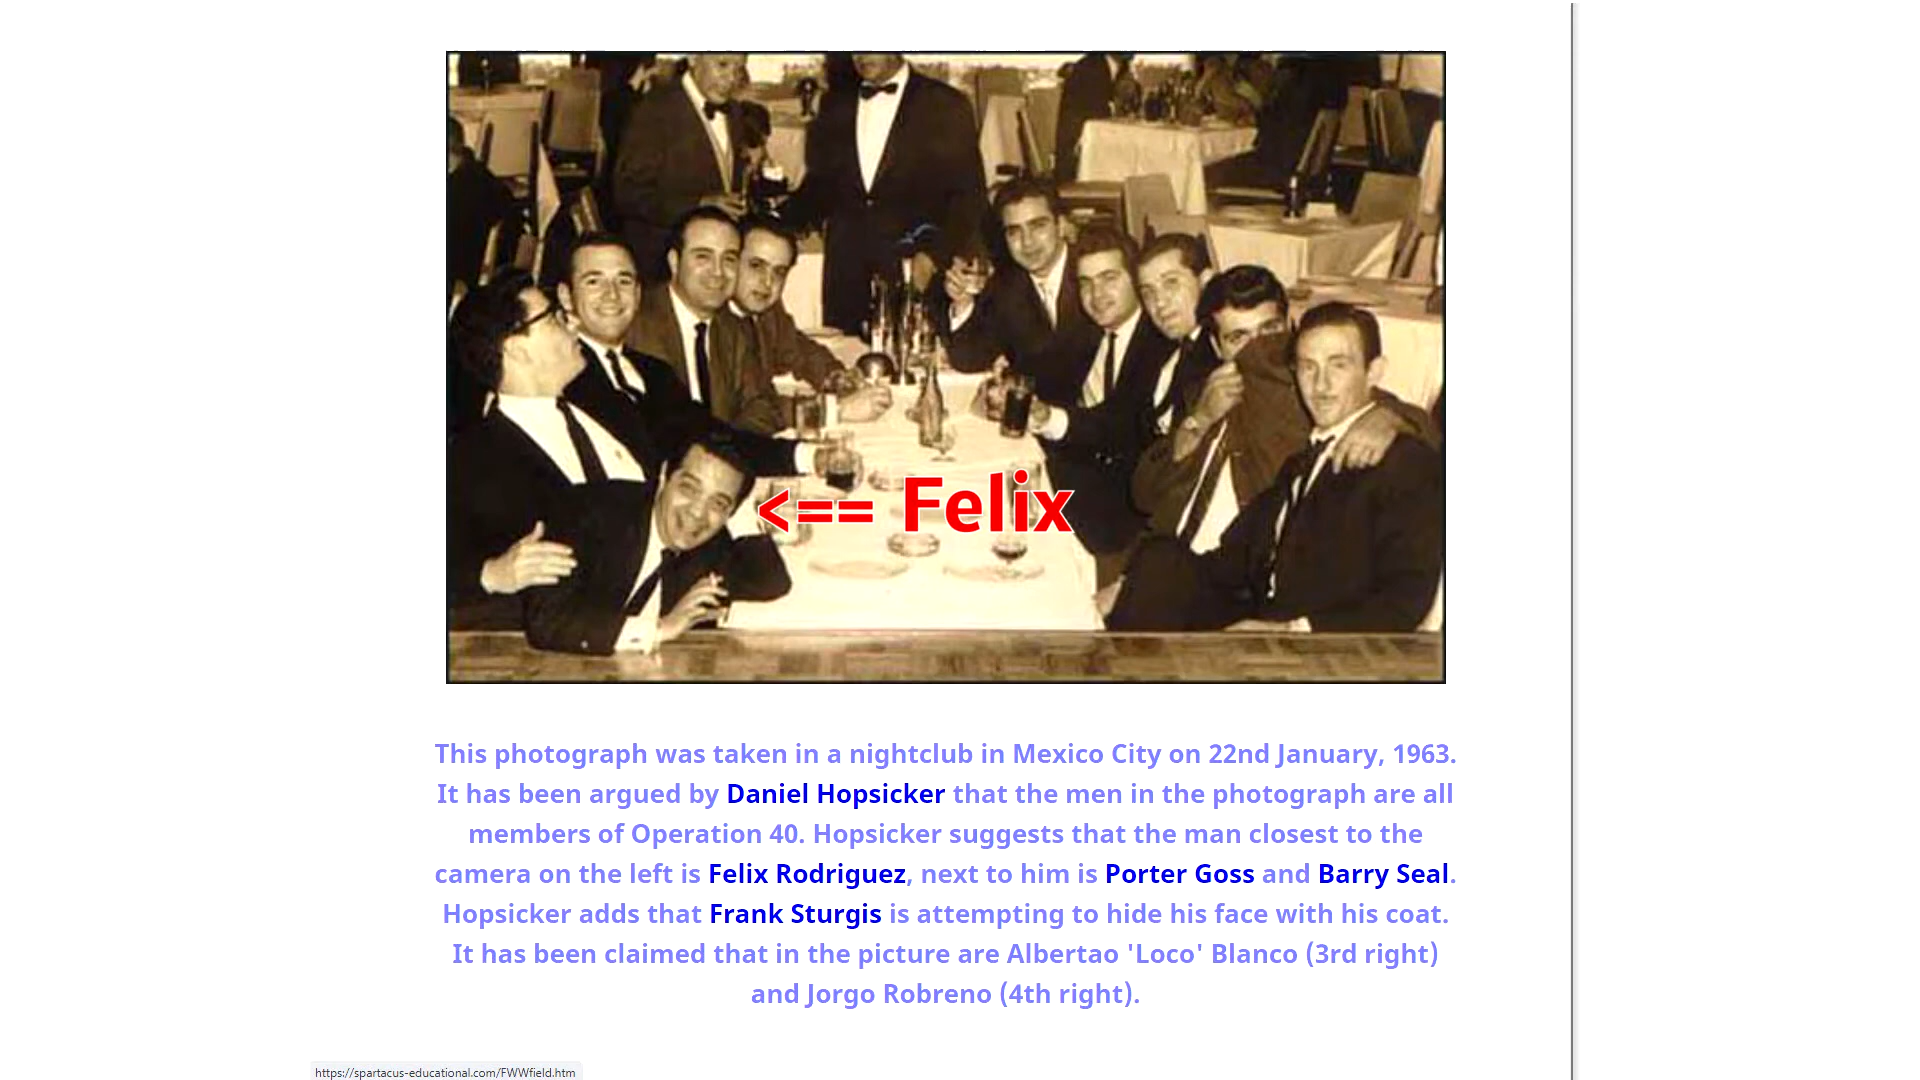 <== Felix
This photograph was taken in a nightclub in Mexico City on 22nd January, 1963.
It has been argued by Daniel Hopsicker that the men in the photograph are all
members of Operation 40. Hopsicker suggests that the man closest to the
camera on the left is Felix Rodriguez, next to him is Porter Goss and Barry Seal.
Hopsicker adds that Frank Sturgis is attempting to hide his face with his coat.
It has been claimed that in the picture are Albertao 'Loco' Blanco (3rd right)
and Jorgo Robreno (4th right).
https://spartacus-educational.com/FWWfield.htm